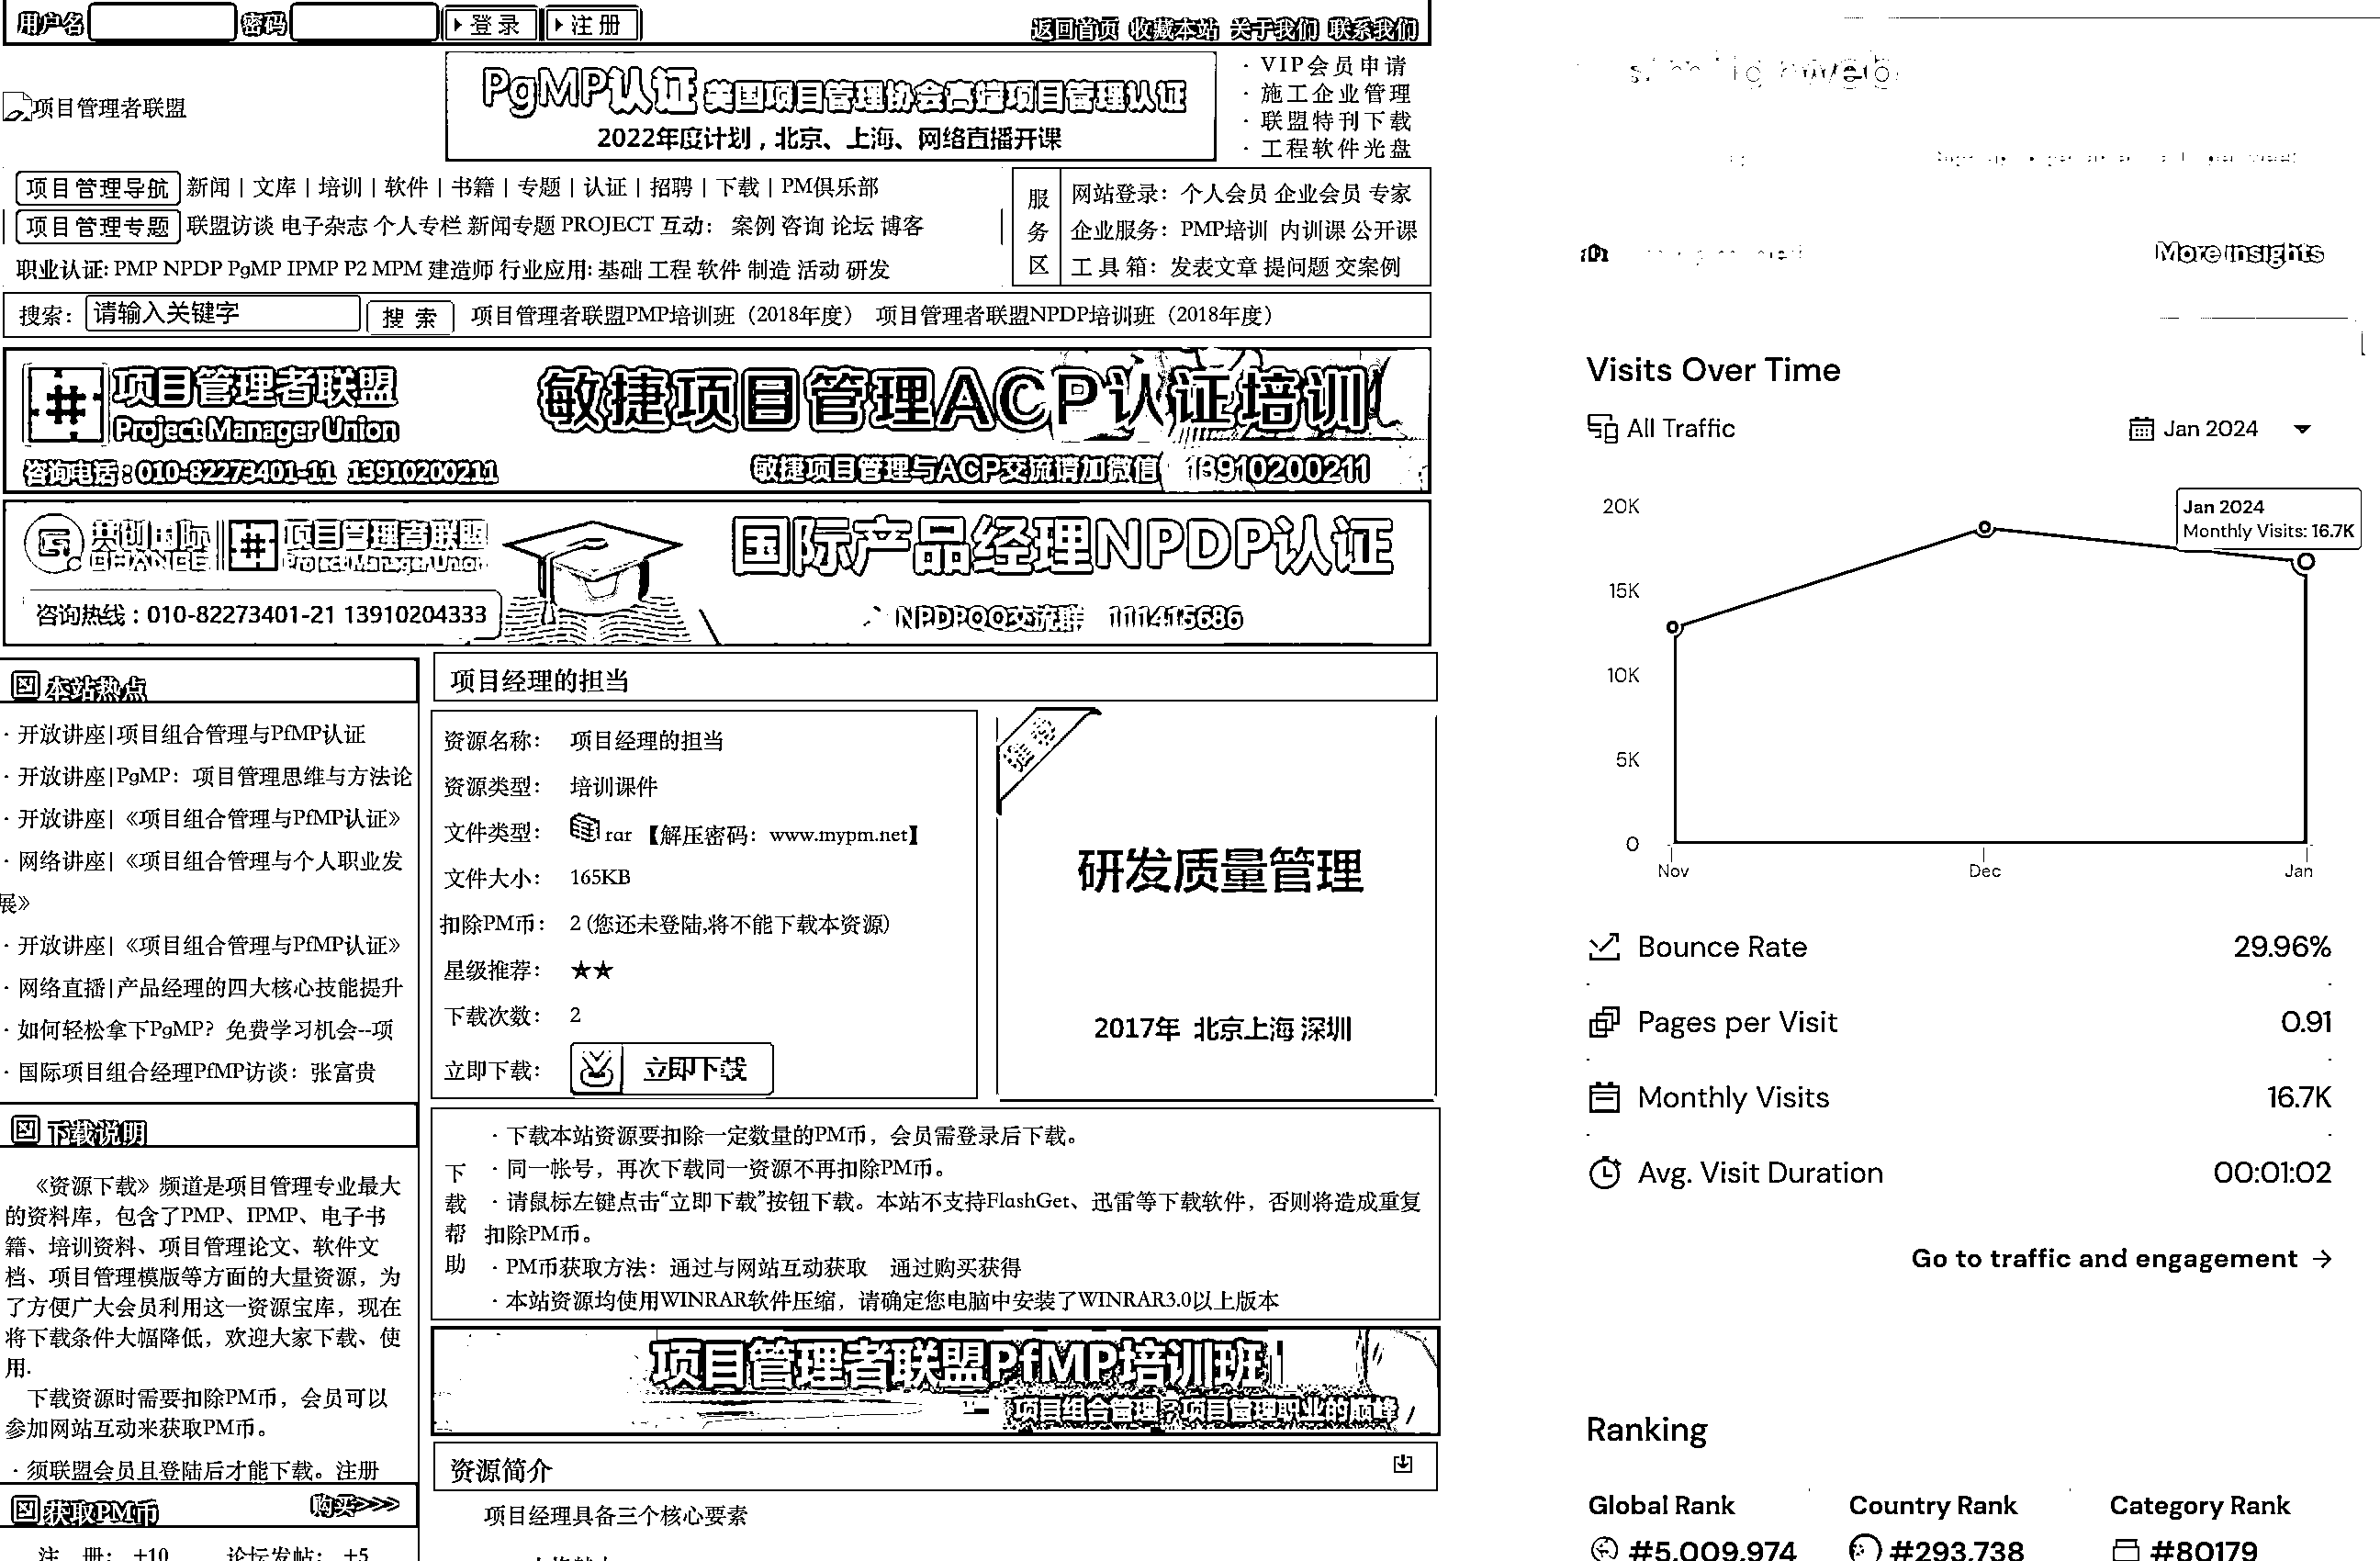 用户名 密码 登录 注册 返回首页 收藏本站 关于我们 联系我们
项目管理者联盟
PgMP认证 美国项目管理协会高端项目管理认证
2022年度计划，北京、上海、网络直播开课
· VIP会员申请
· 施工企业管理
· 联盟特刊下载
· 工程软件光盘
项目管理导航 新闻 | 文库 | 培训 | 软件 | 书籍 | 专题 | 认证 | 招聘 | 下载 | PM俱乐部
项目管理专题 联盟访谈 电子杂志 个人专栏 新闻专题 PROJECT 互动： 案例 咨询 论坛 博客
职业认证: PMP NPDP PgMP IPMP P2 MPM 建造师 行业应用: 基础 工程 软件 制造 活动 研发
服务区
网站登录：个人会员 企业会员 专家
企业服务：PMP培训 内训课 公开课
工 具 箱：发表文章 提问题 交案例
搜索： 请输入关键字 搜 索 项目管理者联盟PMP培训班（2018年度） 项目管理者联盟NPDP培训班（2018年度）
项目管理者联盟
Project Manager Union
敏捷项目管理ACP认证培训
咨询电话：010-82273401-11 13910200211
敏捷项目管理与ACP交流请加微信 13910200211
共创国际
CHANCE
项目管理者联盟
Project Manager Union
国际产品经理NPDP认证
咨询热线：010-82273401-21 13910204333
NPDPQQ交流群 111415686
本站热点
· 开放讲座|项目组合管理与PfMP认证
· 开放讲座|PgMP：项目管理思维与方法论
· 开放讲座|《项目组合管理与PfMP认证》
· 网络讲座|《项目组合管理与个人职业发
展》
· 开放讲座|《项目组合管理与PfMP认证》
· 网络直播|产品经理的四大核心技能提升
· 如何轻松拿下PgMP？免费学习机会--项
· 国际项目组合经理PfMP访谈：张富贵
下载说明
《资源下载》频道是项目管理专业最大
的资料库，包含了PMP、IPMP、电子书
籍、培训资料、项目管理论文、软件文
档、项目管理模版等方面的大量资源，为
了方便广大会员利用这一资源宝库，现在
将下载条件大幅降低，欢迎大家下载、使
用.
下载资源时需要扣除PM币，会员可以
参加网站互动来获取PM币。
· 须联盟会员且登陆后才能下载。注册
获取PM币 购买>>>
注 册： +10 论坛发帖： +5
项目经理的担当
资源名称： 项目经理的担当
资源类型： 培训课件
文件类型： rar 【解压密码：www.mypm.net】
文件大小： 165KB
扣除PM币： 2 (您还未登陆,将不能下载本资源)
星级推荐： ★★
下载次数： 2
立即下载： 立即下载
推荐
研发质量管理
2017年 北京上海 深圳
下载帮助
· 下载本站资源要扣除一定数量的PM币，会员需登录后下载。
· 同一帐号，再次下载同一资源不再扣除PM币。
· 请鼠标左键点击“立即下载”按钮下载。本站不支持FlashGet、迅雷等下载软件，否则将造成重复
扣除PM币。
· PM币获取方法：通过与网站互动获取 通过购买获得
· 本站资源均使用WINRAR软件压缩，请确定您电脑中安装了WINRAR3.0以上版本
项目管理者联盟PfMP培训班
项目组合管理 项目管理职业的巅峰
资源简介
项目经理具备三个核心要素
More insights
Visits Over Time
All Traffic Jan 2024
Jan 2024
Monthly Visits: 16.7K
20K
15K
10K
5K
0
Nov Dec Jan
Bounce Rate 29.96%
Pages per Visit 0.91
Monthly Visits 16.7K
Avg. Visit Duration 00:01:02
Go to traffic and engagement →
Ranking
Global Rank Country Rank Category Rank
#5,009,974 #293,738 #80179